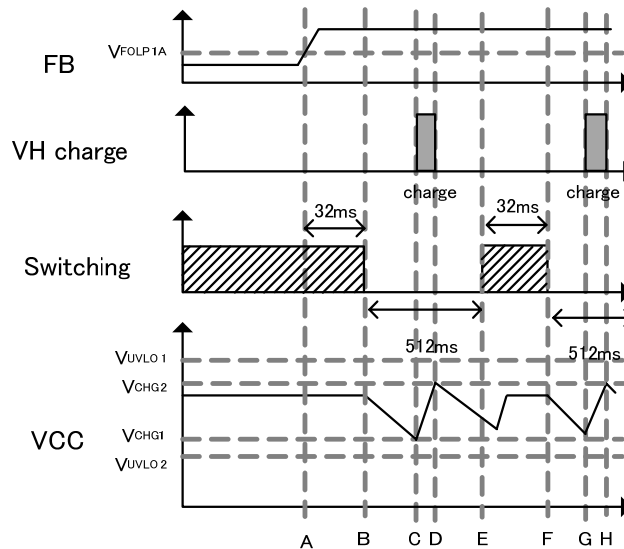 VFOLP1A
FB
VH charge
charge
charge
32ms
32ms
Switching
512ms
512ms
VUVLO1
VCHG2
VCC
VCHG1
VUVLO2
A B C D E F G H